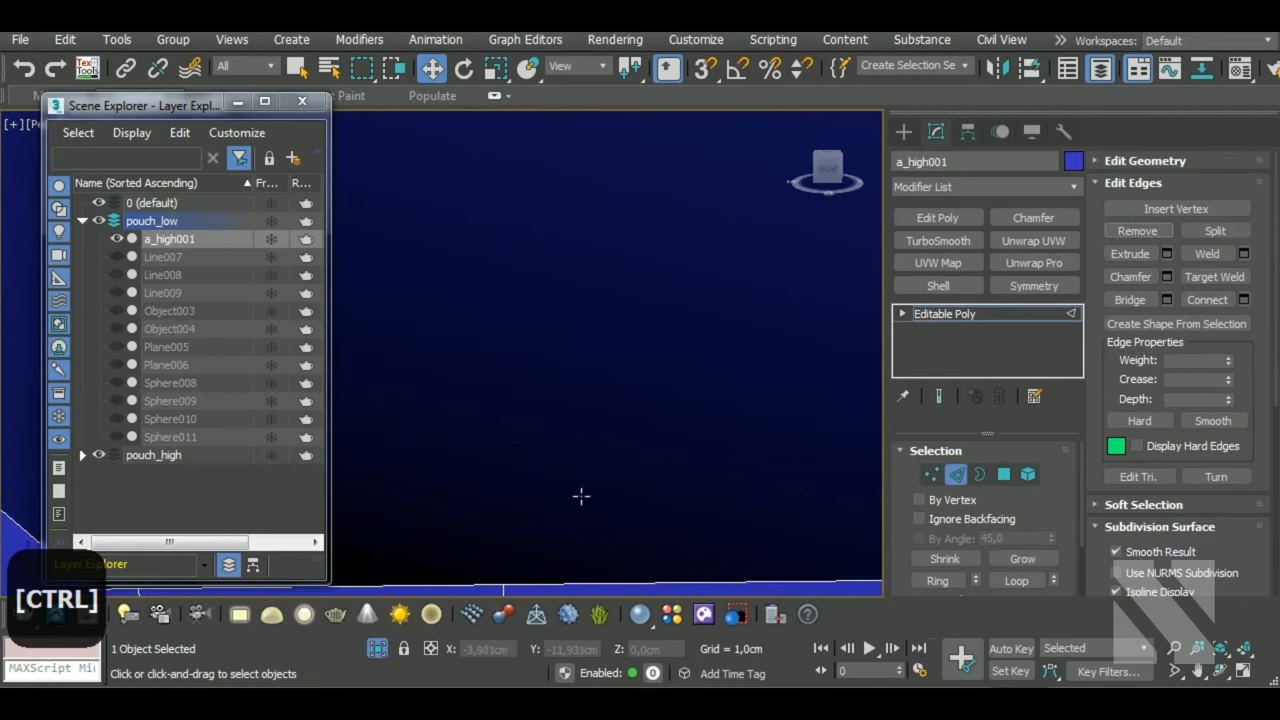 File Edit Tools Group Views Create Modifiers Animation Graph Editors Rendering Customize Scripting Content Substance Civil View Workspaces: Default
Tex Tools All View Create Selection Se
Paint Populate
Scene Explorer - Layer Expl...
[+]
Select Display Edit Customize
Name (Sorted Ascending) Fr... R...
0 (default)
pouch_low
a_high001
Line007
Line008
Line009
Object003
Object004
Plane005
Plane006
Sphere008
Sphere009
Sphere010
Sphere011
pouch_high
Layer Explorer
[CTRL]
a_high001
Modifier List
Edit Poly Chamfer
TurboSmooth Unwrap UVW
UVW Map Unwrap Pro
Shell Symmetry
Editable Poly
Selection
By Vertex
Ignore Backfacing
By Angle: 45,0
Shrink Grow
Ring Loop
Edit Geometry
Edit Edges
Insert Vertex
Remove Split
Extrude Weld
Chamfer Target Weld
Bridge Connect
Create Shape From Selection
Edge Properties
Weight:
Crease:
Depth:
Hard Smooth
Display Hard Edges
Edit Tri. Turn
Soft Selection
Subdivision Surface
Smooth Result
Use NURMS Subdivision
Isoline Display
1 Object Selected X: -3,981cm Y: -11,931cm Z: 0,0cm Grid = 1,0cm Auto Key Selected
MAXScript Mi Click or click-and-drag to select objects Enabled: 0 Add Time Tag 0 Set Key Key Filters...